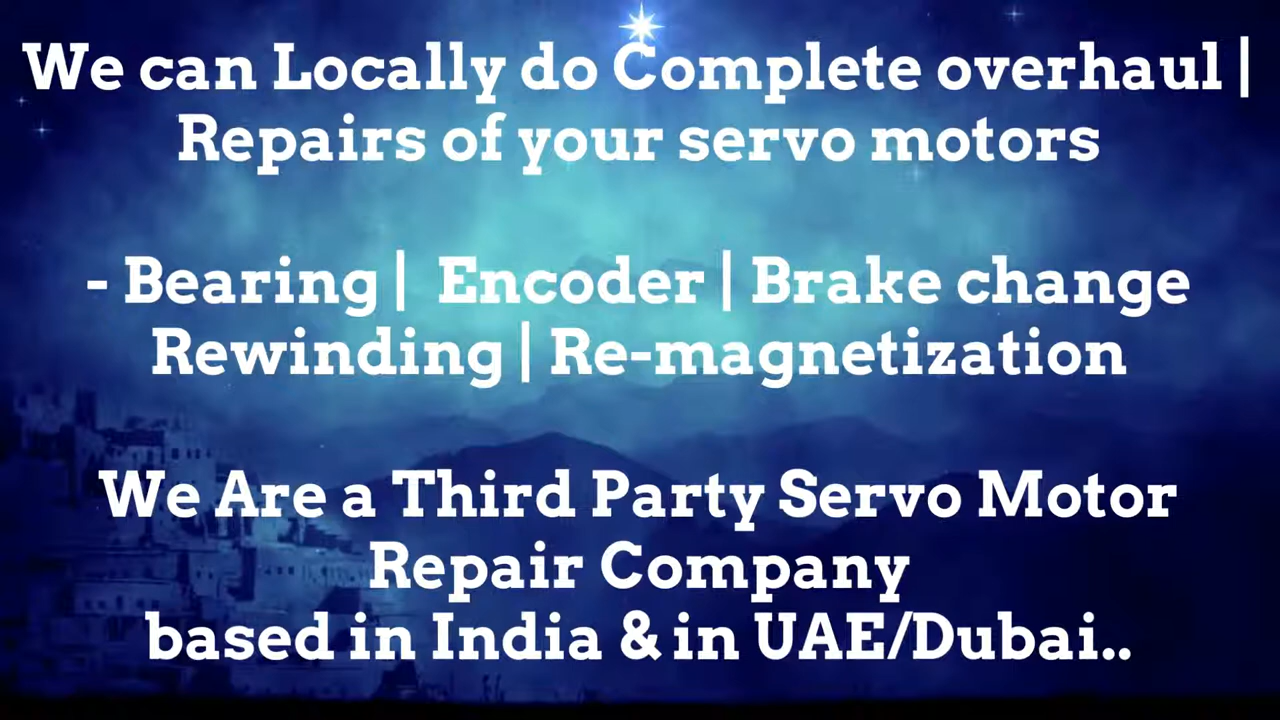 We can Locally do Complete overhaul |
Repairs of your servo motors
- Bearing | Encoder | Brake change
Rewinding | Re-magnetization
We Are a Third Party Servo Motor
Repair Company
based in India & in UAE/Dubai..